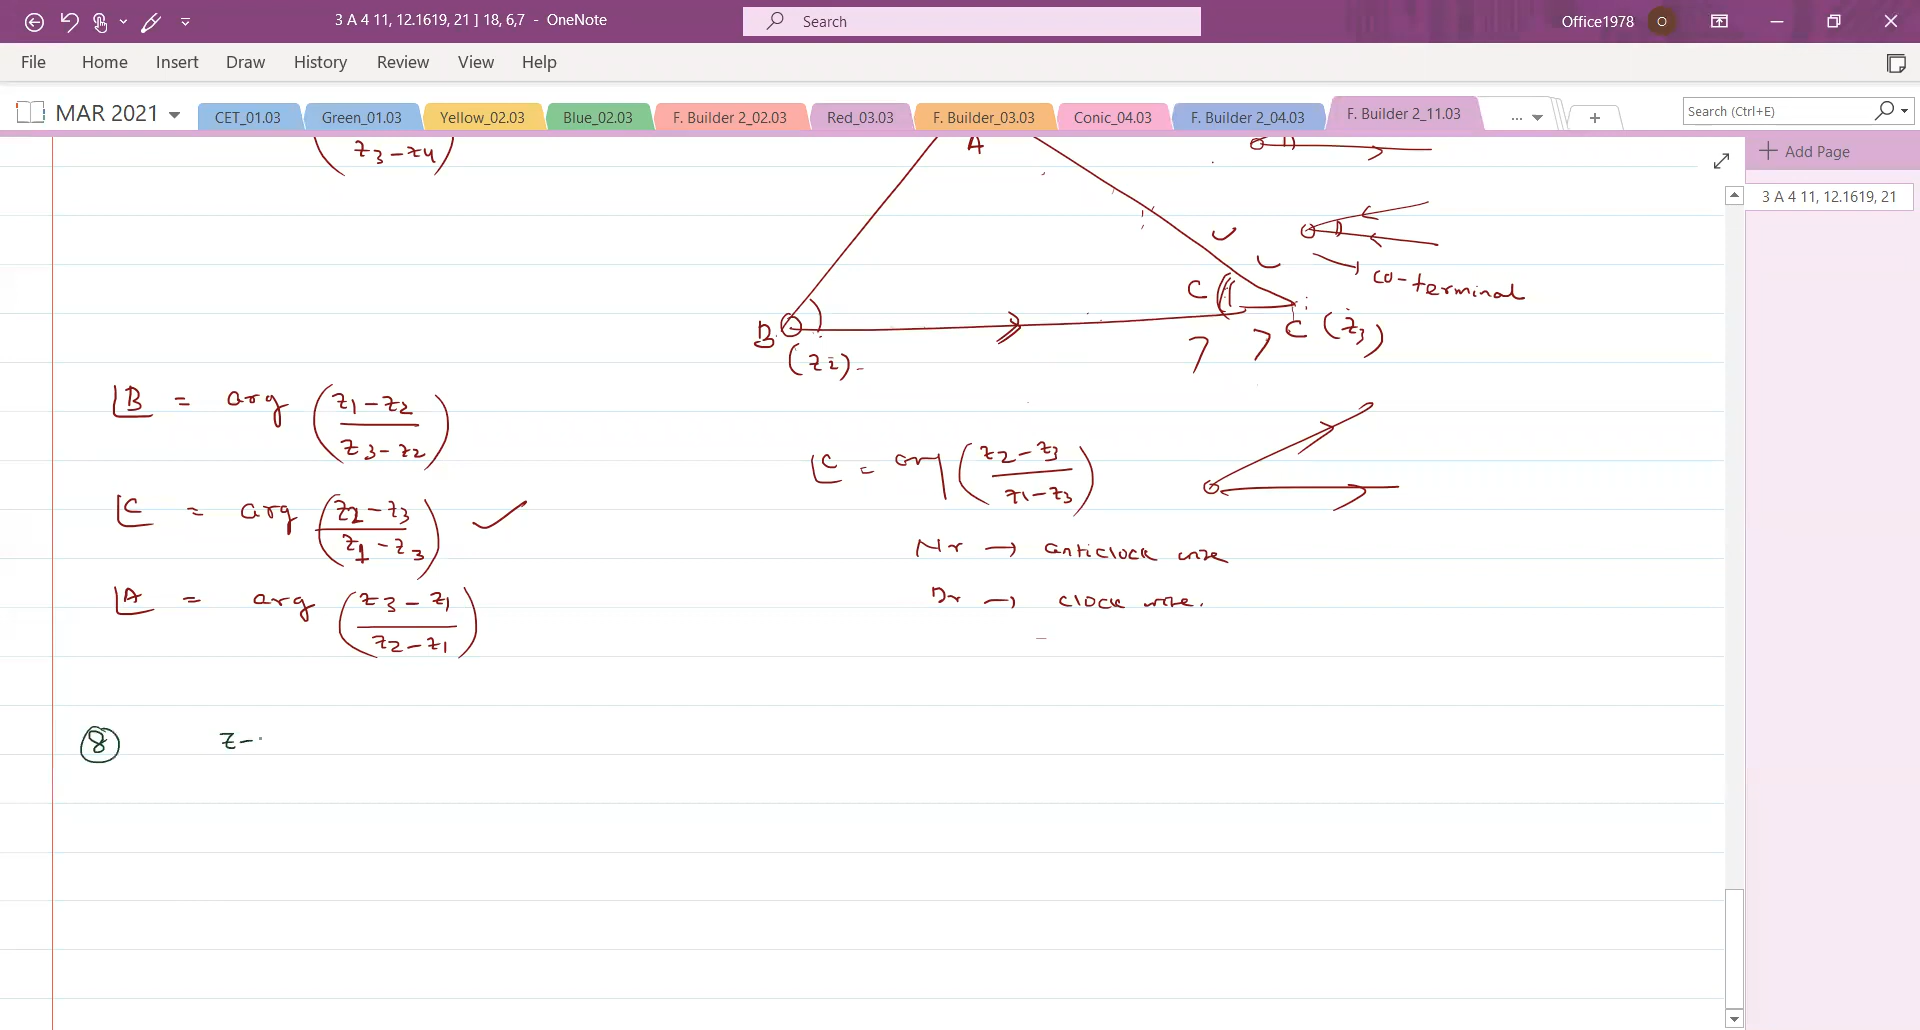 3 A 4 11, 12.1619, 21 ] 18, 6,7 - OneNote
Search
Office1978
O
File Home Insert Draw History Review View Help
MAR 2021
CET_01.03
Green_01.03
Yellow_02.03
Blue_02.03
F. Builder 2_02.03
Red_03.03
F. Builder_03.03
Conic_04.03
F. Builder 2_04.03
F. Builder 2_11.03
...
+
Search (Ctrl+E)
+ Add Page
3 A 4 11, 12.1619, 21
z3-z4
A
co-terminal
C
B
C (z3)
(z2)
∠B = arg (z1-z2 / z3-z2)
∠C = arg (z2-z3 / z1-z3) ✓
∠A = arg (z3-z1 / z2-z1)
∠C = arg (z2-z3 / z1-z3)
Nr → anticlock wise
Dr → clock wise.
8 z-